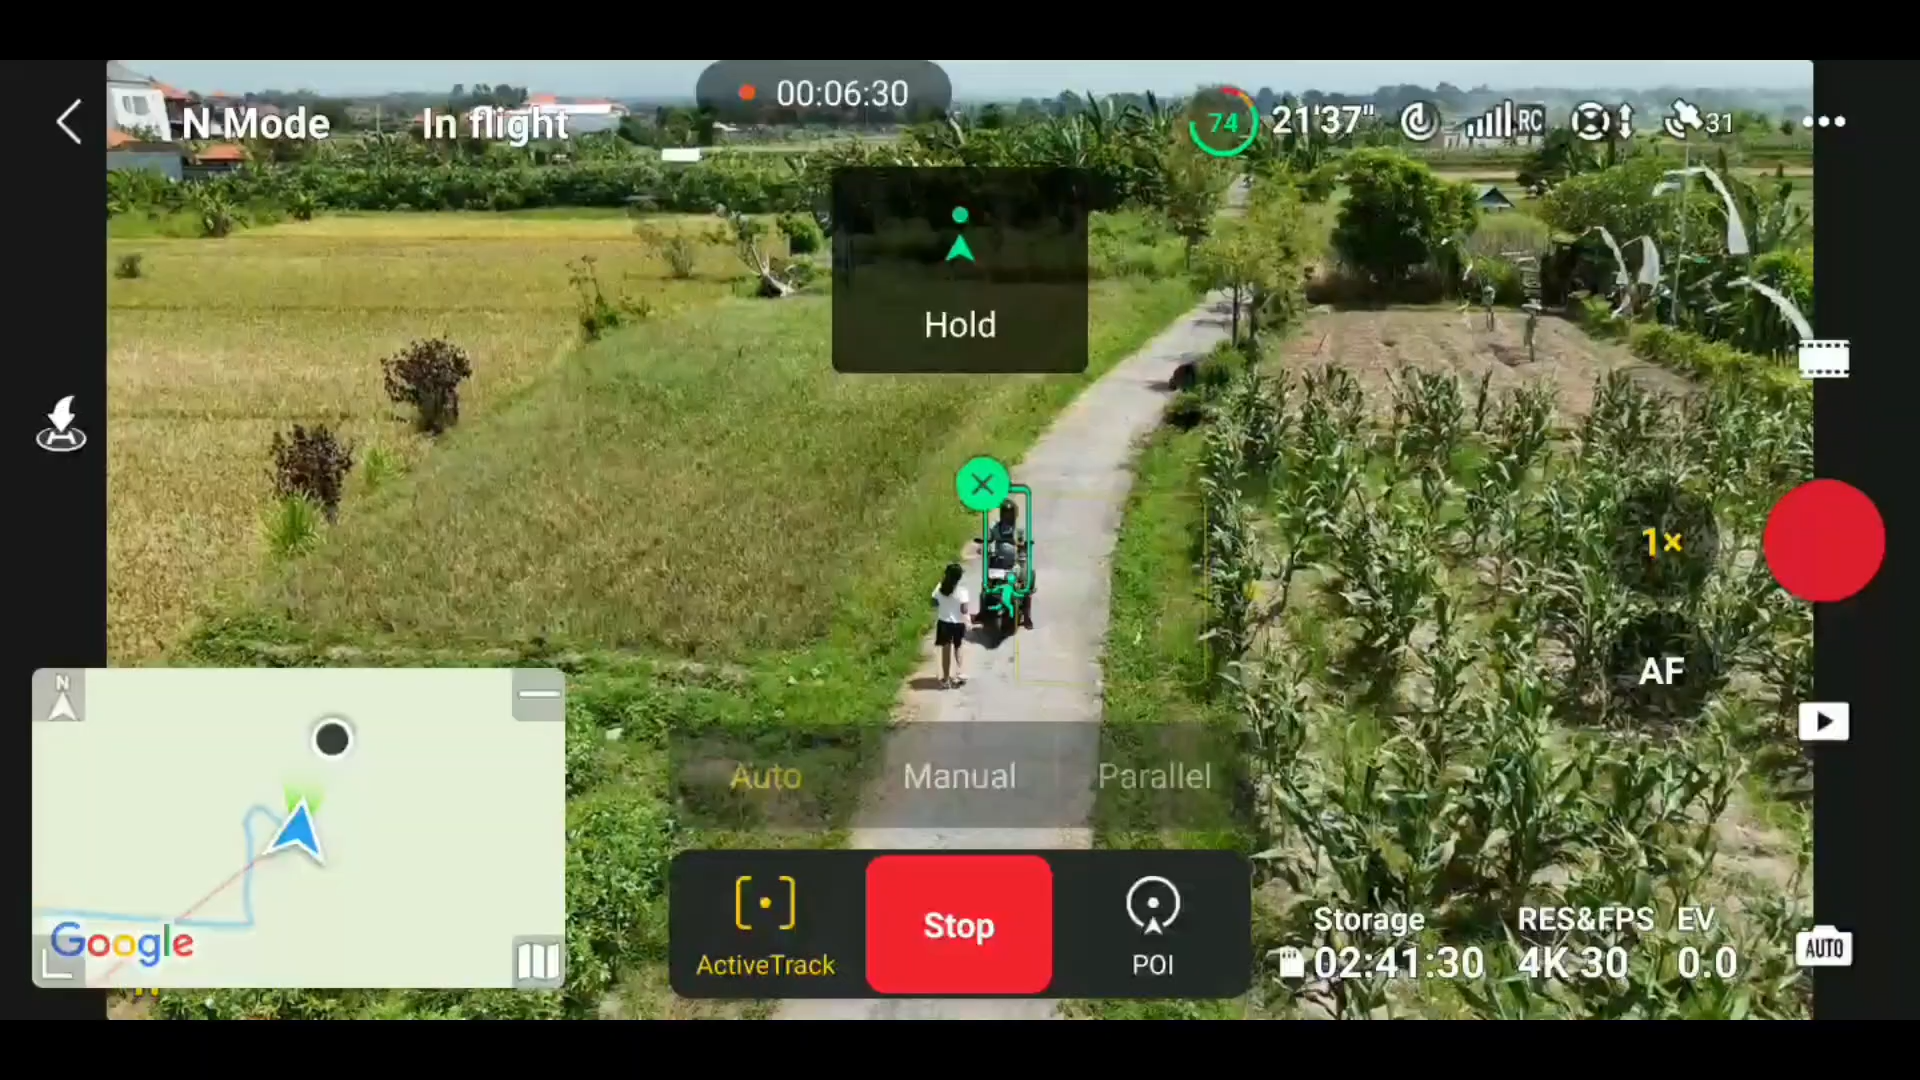 00:06:30
N Mode
In flight
74
21'37"
RC
31
Hold
1×
AF
N
Auto
Manual
Parallel
Google
ActiveTrack
Stop
POI
Storage
02:41:30
RES&FPS
4K 30
EV
0.0
AUTO